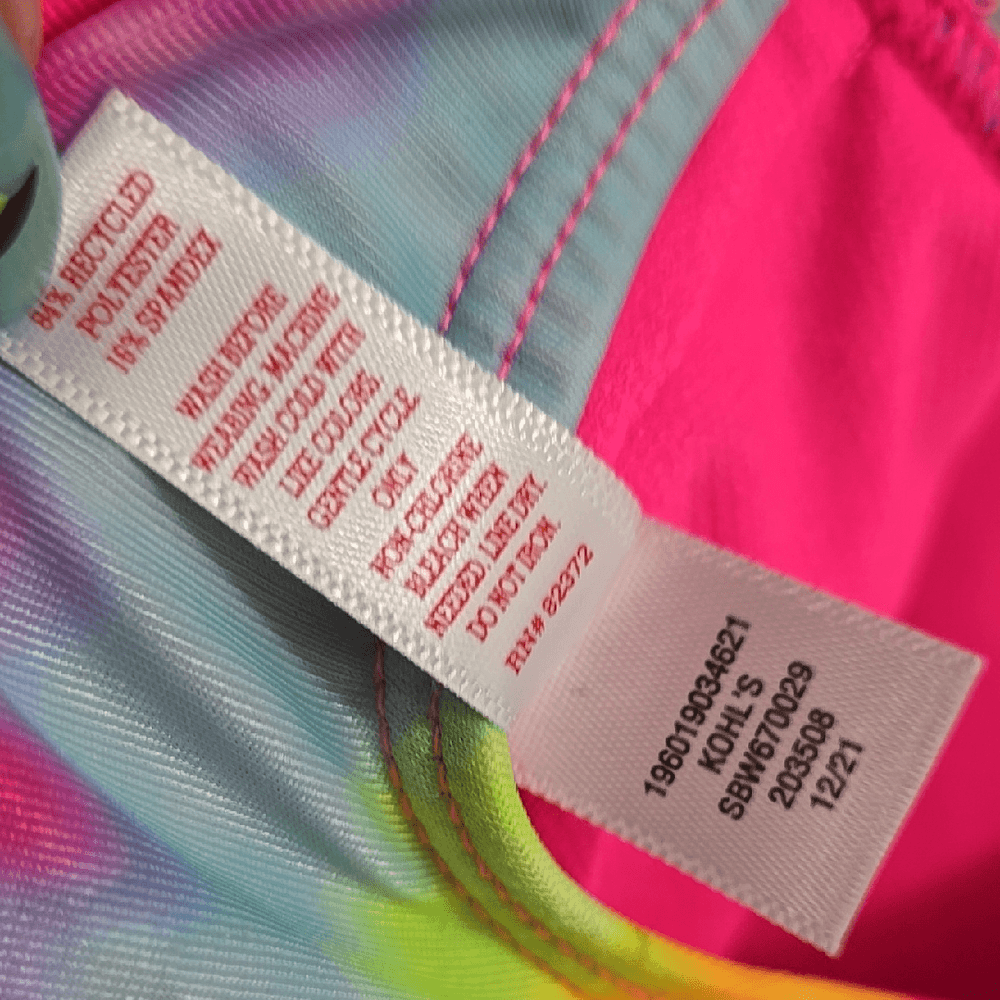 84% RECYCLED
POLYESTER
16% SPANDEX
WASH BEFORE
WEARING MACHINE
WASH COLD WITH
LIKE COLORS
GENTLE CYCLE
ONLY
NON-CHLORINE
BLEACH WHEN
NEEDED LINE DRY
DO NOT IRON
RN# 82372
196019034621
KOHL'S
SBW6670029
203508
12/21